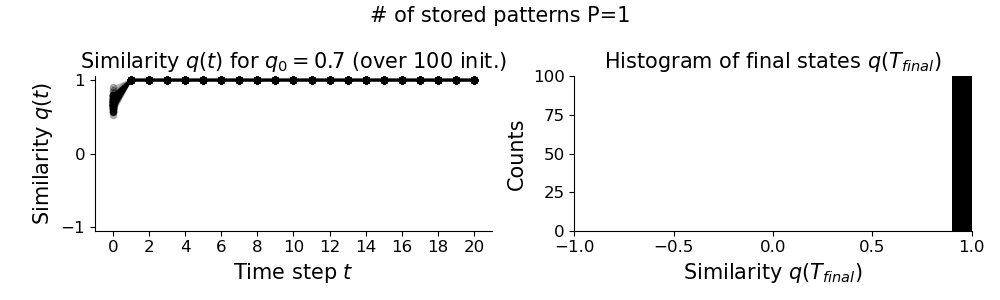 # of stored patterns P=1
Similarity q(t) for q₀ = 0.7 (over 100 init.)
1
0
−1
Similarity q(t)
0 2 4 6 8 10 12 14 16 18 20
Time step t
Histogram of final states q(T_final)
100
75
50
25
0
Counts
−1.0 −0.5 0.0 0.5 1.0
Similarity q(T_final)